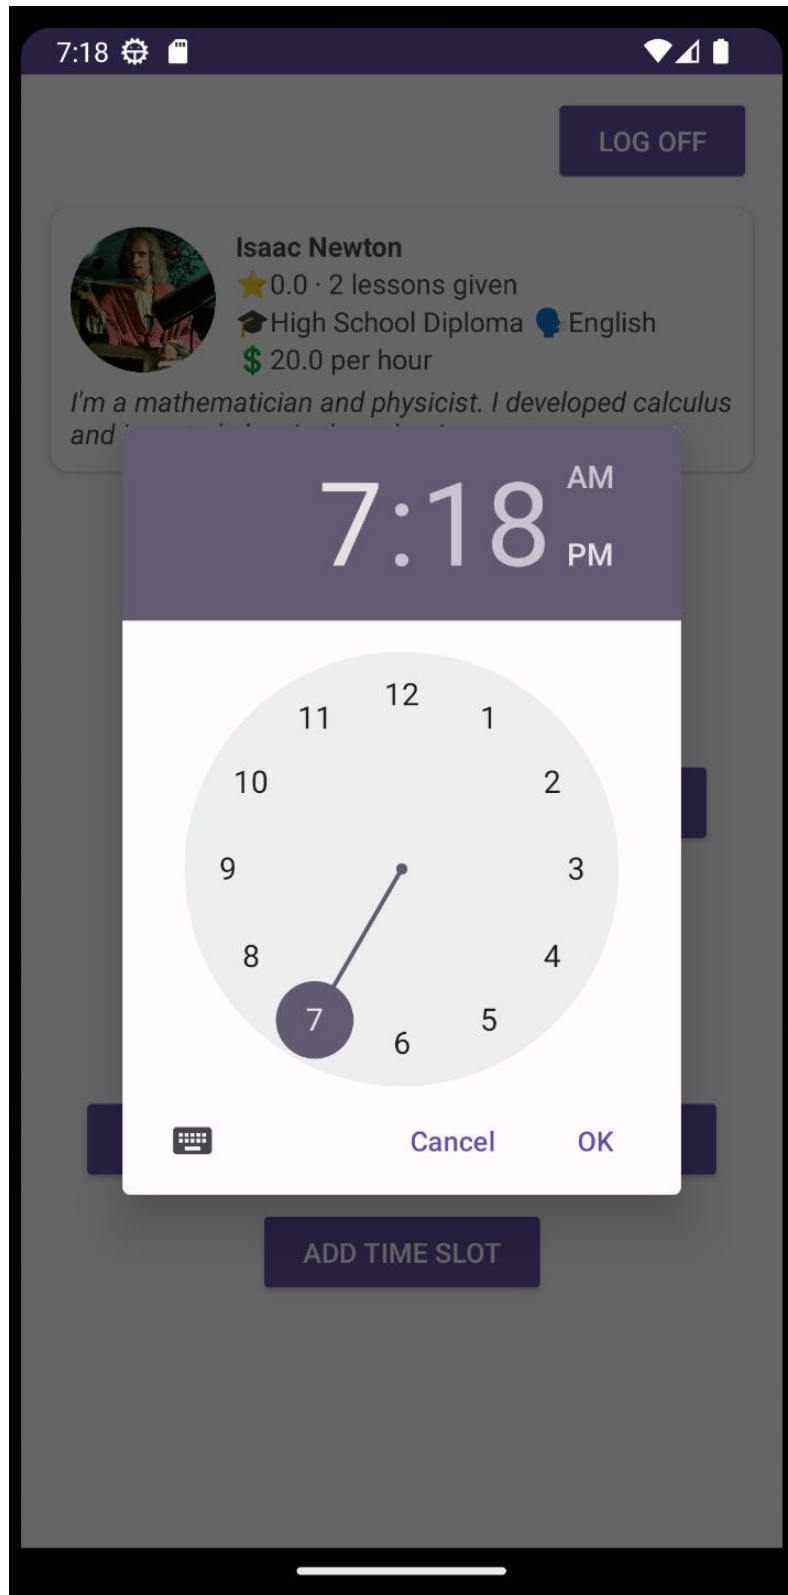 7:18
LOG OFF
Isaac Newton
⭐0.0 · 2 lessons given
🎓High School Diploma 🗣️English
💲20.0 per hour
I'm a mathematician and physicist. I developed calculus
and
7:18
AM
PM
12
11
1
10
2
9
3
8
4
7
5
6
Cancel
OK
ADD TIME SLOT